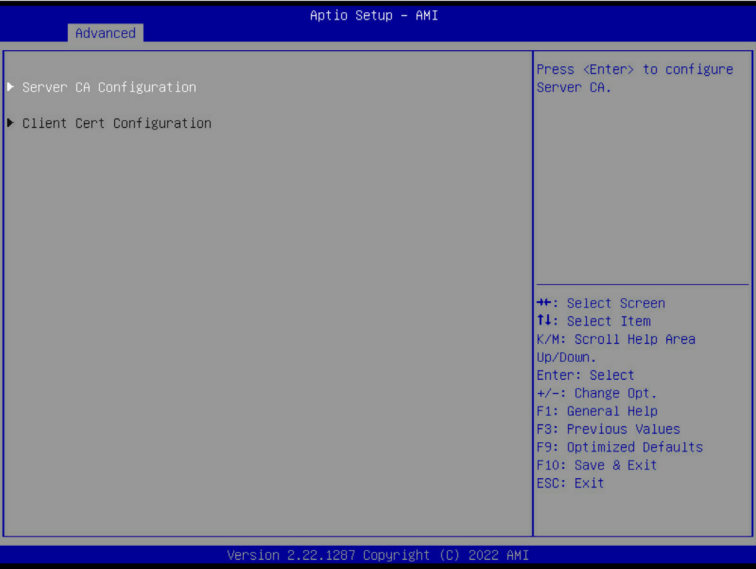 Aptio Setup – AMI
Advanced
▶ Server CA Configuration
▶ Client Cert Configuration
Press <Enter> to configure
Server CA.
→←: Select Screen
↑↓: Select Item
K/M: Scroll Help Area
Up/Down.
Enter: Select
+/-: Change Opt.
F1: General Help
F3: Previous Values
F9: Optimized Defaults
F10: Save & Exit
ESC: Exit
Version 2.22.1287 Copyright (C) 2022 AMI